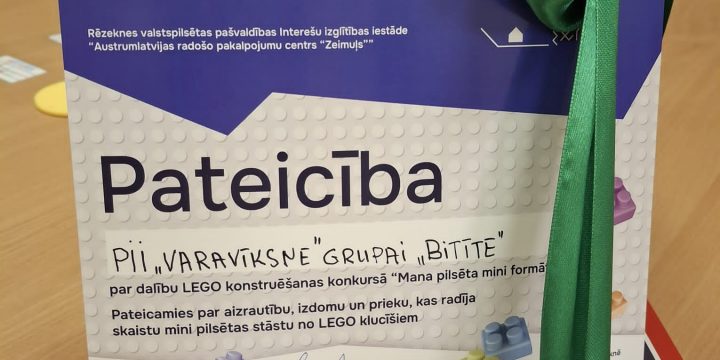 Rēzeknes valstspilsētas pašvaldības Interešu izglītības iestāde
“Austrumlatvijas radošo pakalpojumu centrs “Zeimuļs””
Pateicība
PII „VARAVĪKSNE” GRUPAI „BITĪTE”
par dalību LEGO konstruēšanas konkursā “Mana pilsēta mini formā
Pateicamies par aizrautību, izdomu un prieku, kas radīja
skaistu mini pilsētas stāstu no LEGO klucīšiem